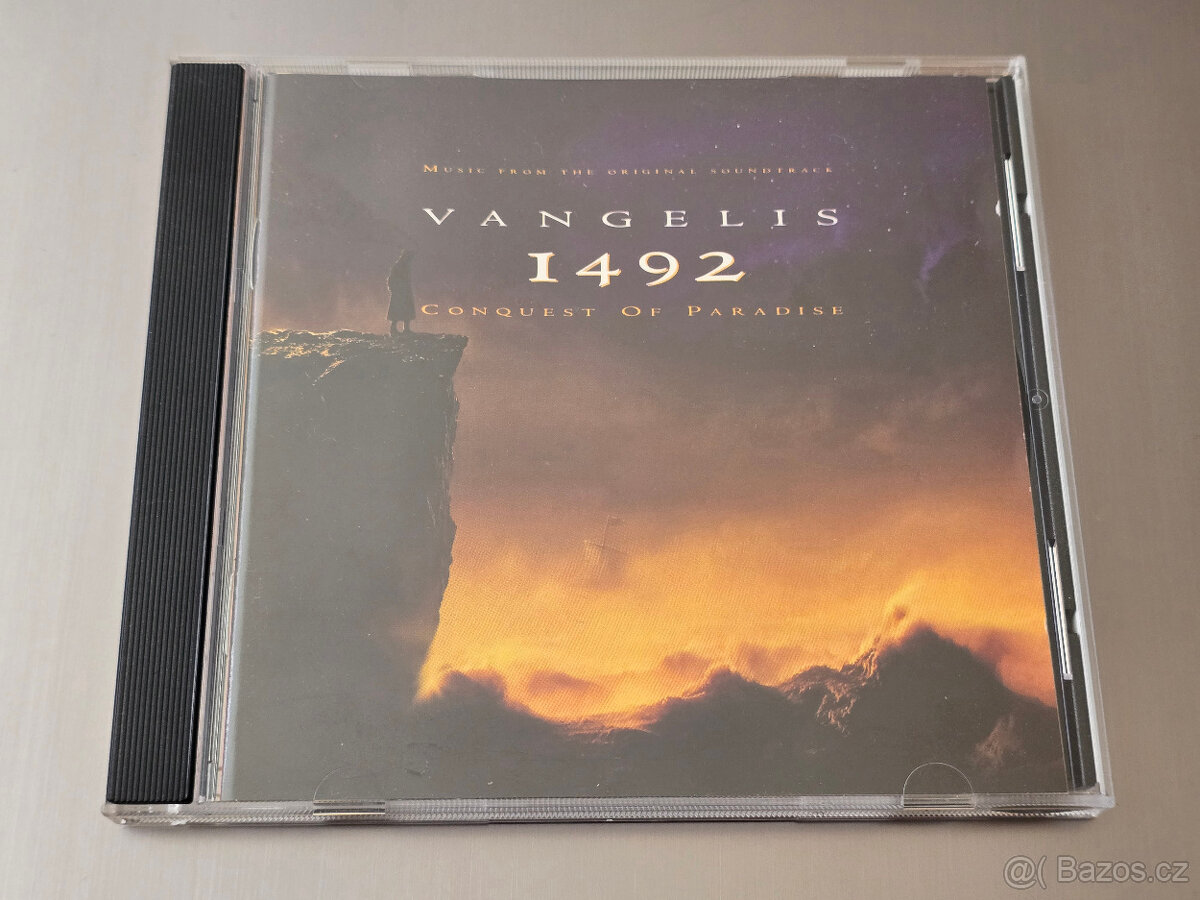 MUSIC FROM THE ORIGINAL SOUNDTRACK
VANGELIS
1492
CONQUEST OF PARADISE
@( Bazos.cz